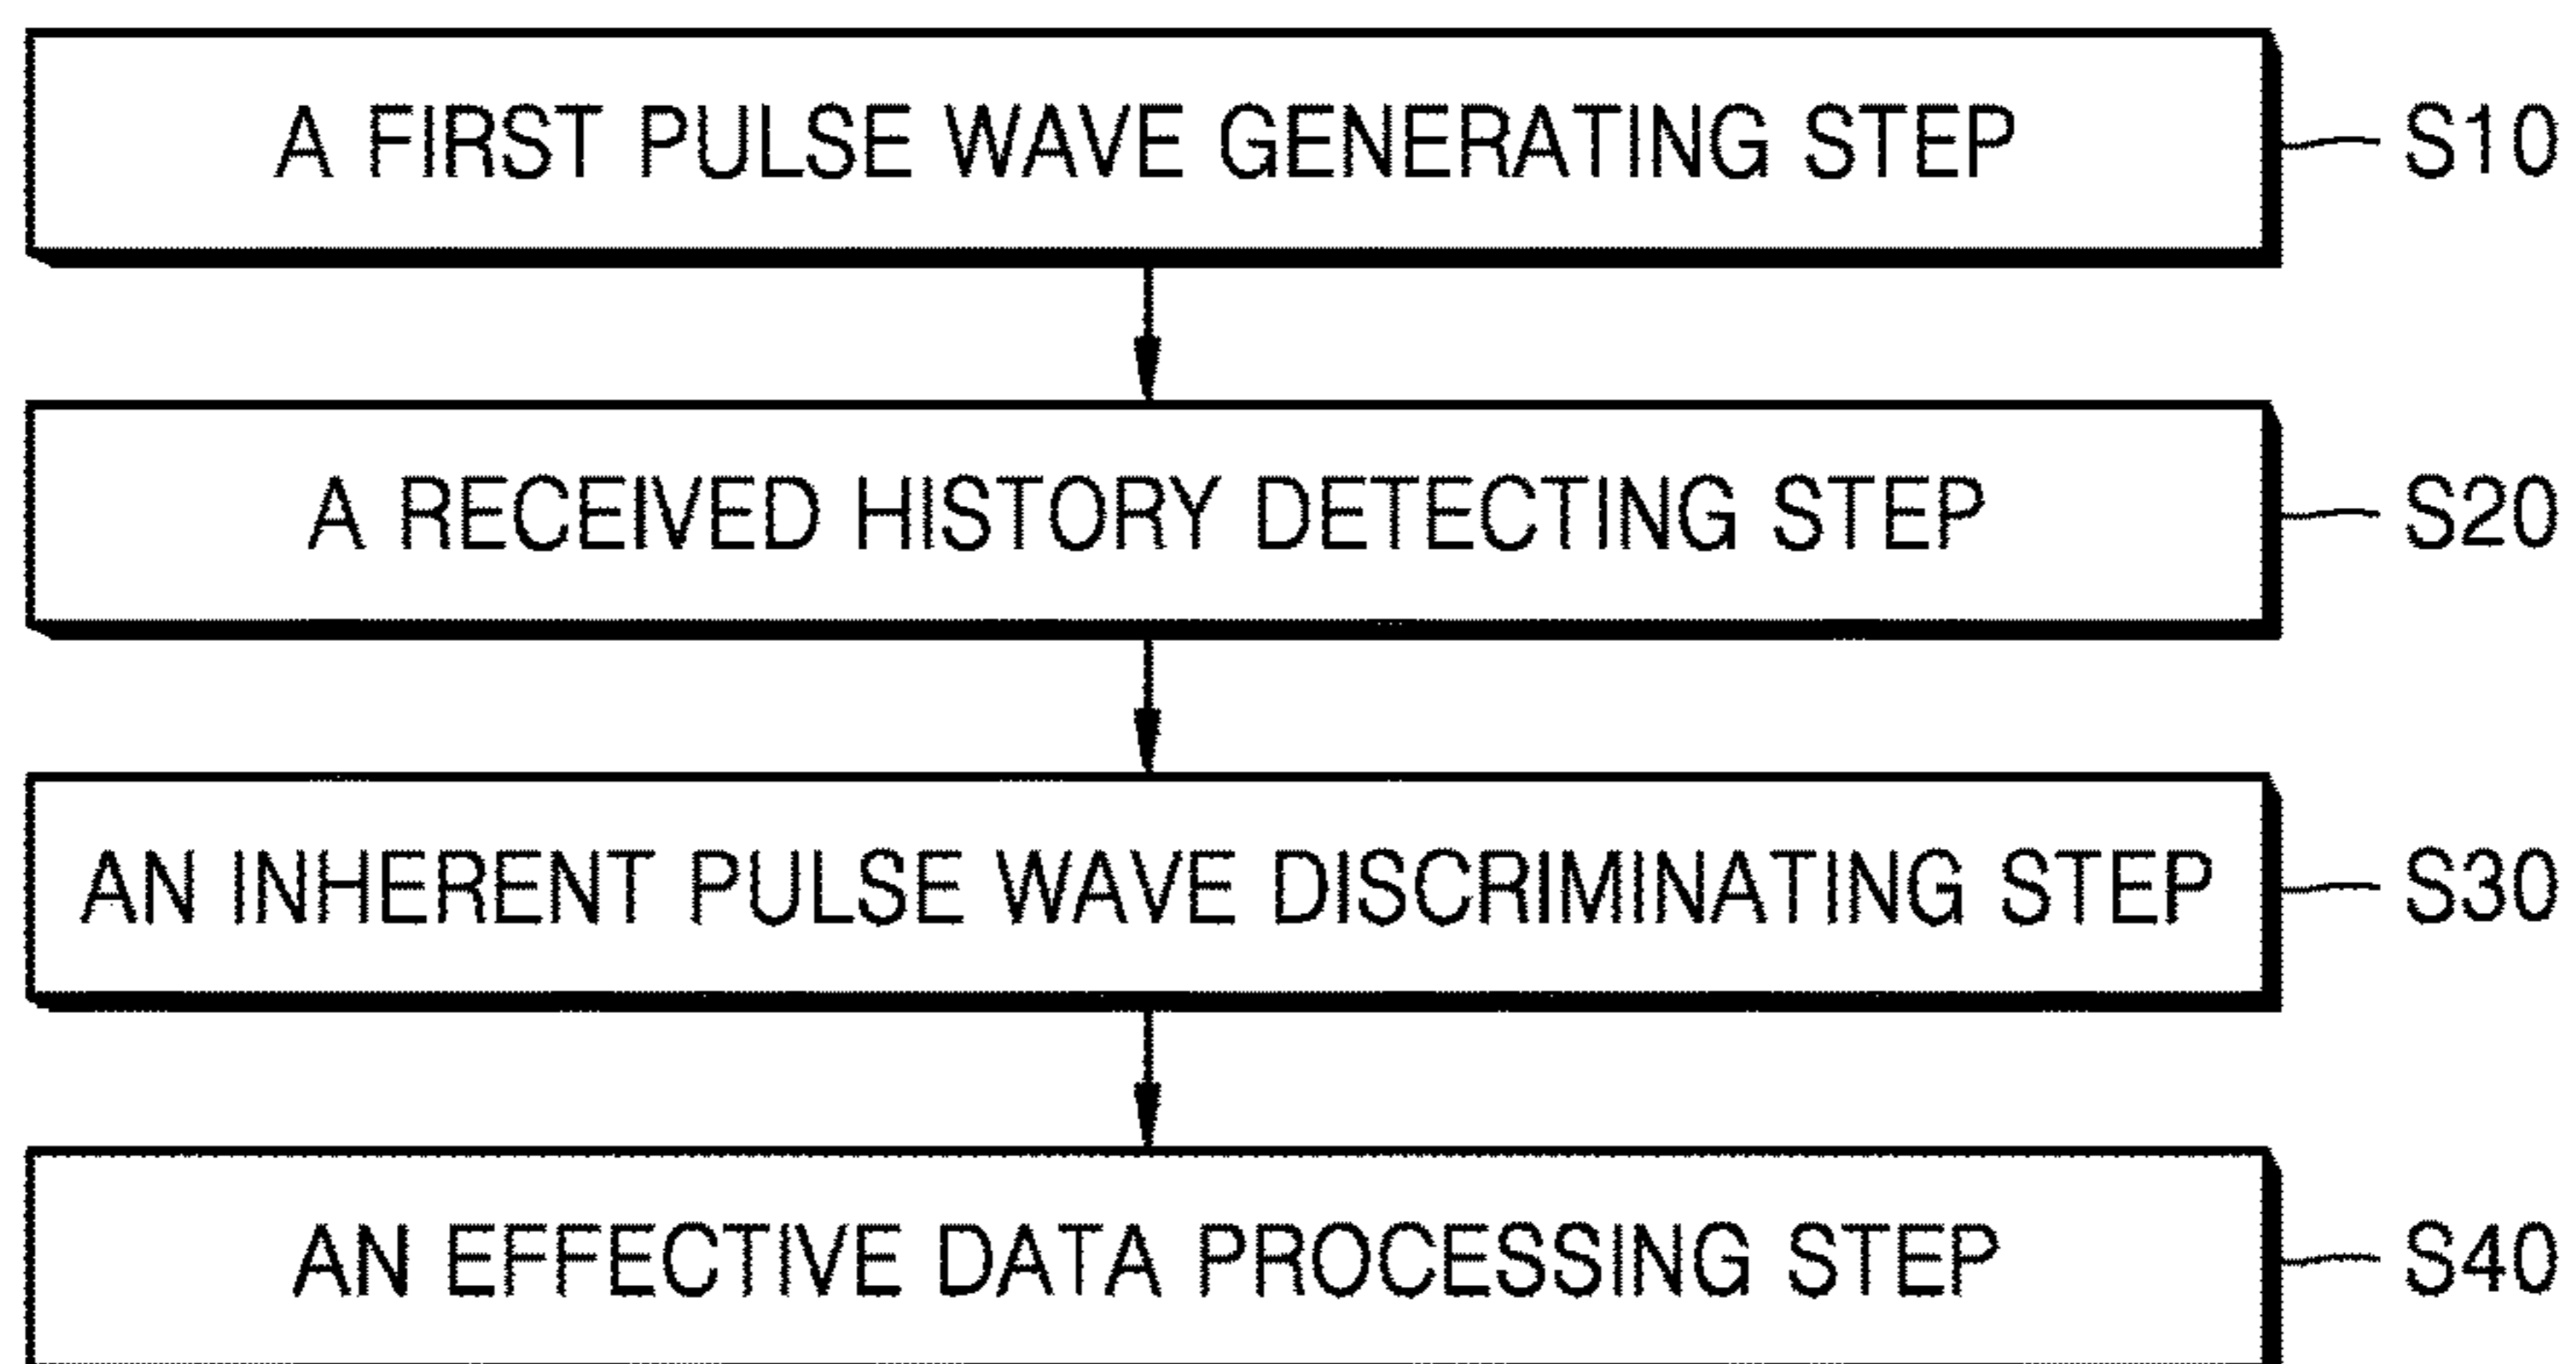 A FIRST PULSE WAVE GENERATING STEP S10
A RECEIVED HISTORY DETECTING STEP S20
AN INHERENT PULSE WAVE DISCRIMINATING STEP S30
AN EFFECTIVE DATA PROCESSING STEP S40